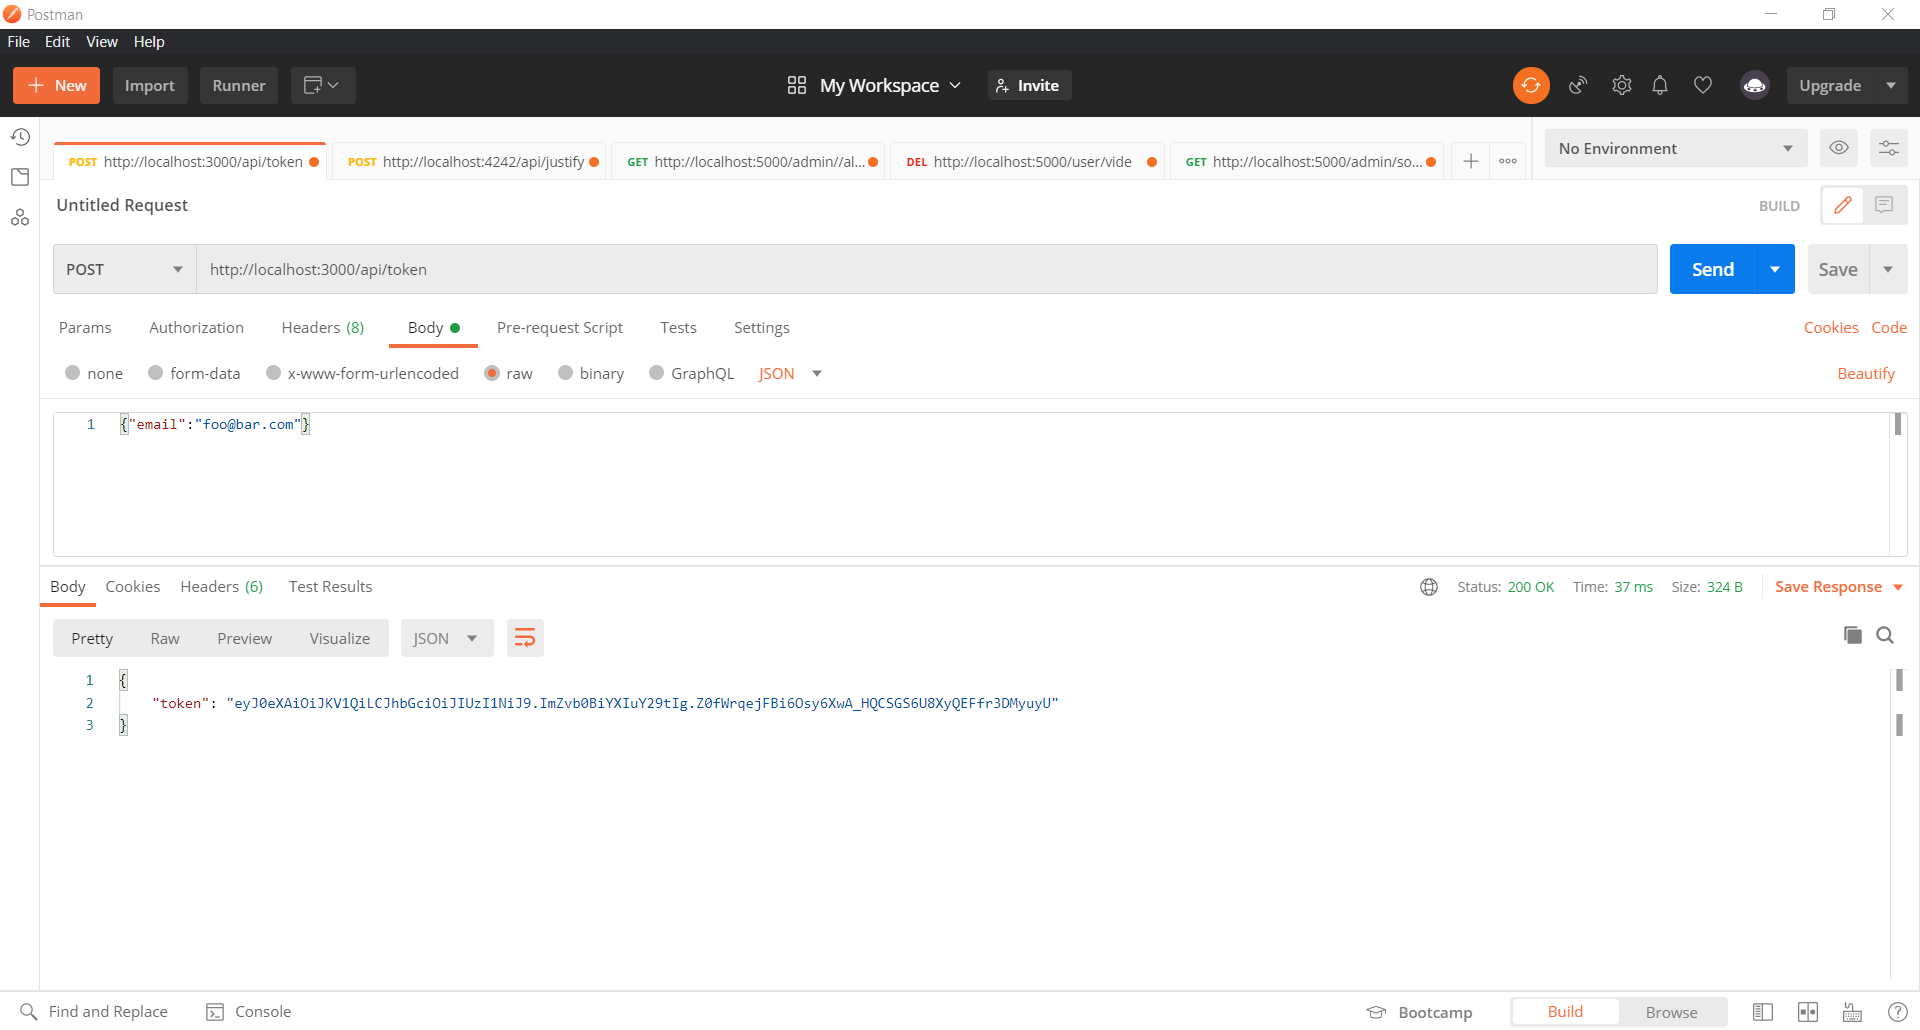 Postman
File Edit View Help
New Import Runner My Workspace Invite Upgrade
POST http://localhost:3000/api/token POST http://localhost:4242/api/justify GET http://localhost:5000/admin//al... DEL http://localhost:5000/user/vide GET http://localhost:5000/admin/so... No Environment
Untitled Request BUILD
POST http://localhost:3000/api/token Send Save
Params Authorization Headers (8) Body Pre-request Script Tests Settings Cookies Code
none form-data x-www-form-urlencoded raw binary GraphQL JSON Beautify
1 {"email":"foo@bar.com"}
Body Cookies Headers (6) Test Results Status: 200 OK Time: 37 ms Size: 324 B Save Response
Pretty Raw Preview Visualize JSON
1 {
2 "token": "eyJ0eXAiOiJKV1QiLCJhbGciOiJIUzI1NiJ9.ImZvb0BiYXIuY29tIg.Z0fWrqejFBi6Osy6XwA_HQCSGS6U8XyQEFfr3DMyuyU"
3 }
Find and Replace Console Bootcamp Build Browse